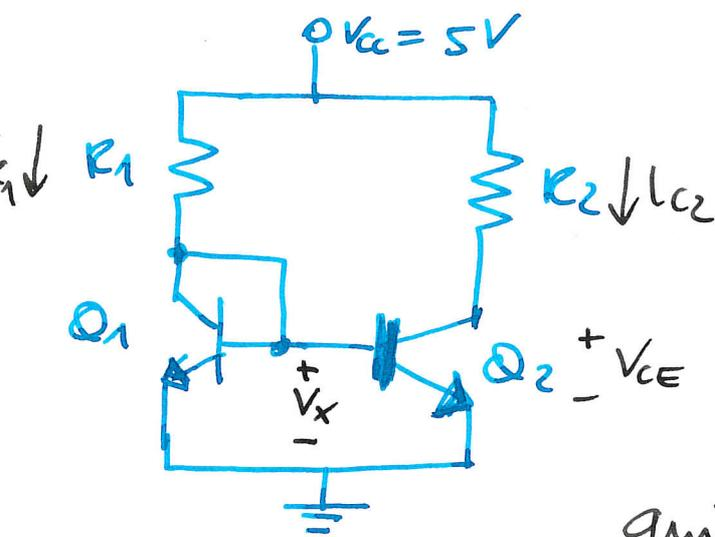 VCC = 5V
R1
R2
IC2
Q1
+
VX
-
Q2
+
VCE
-